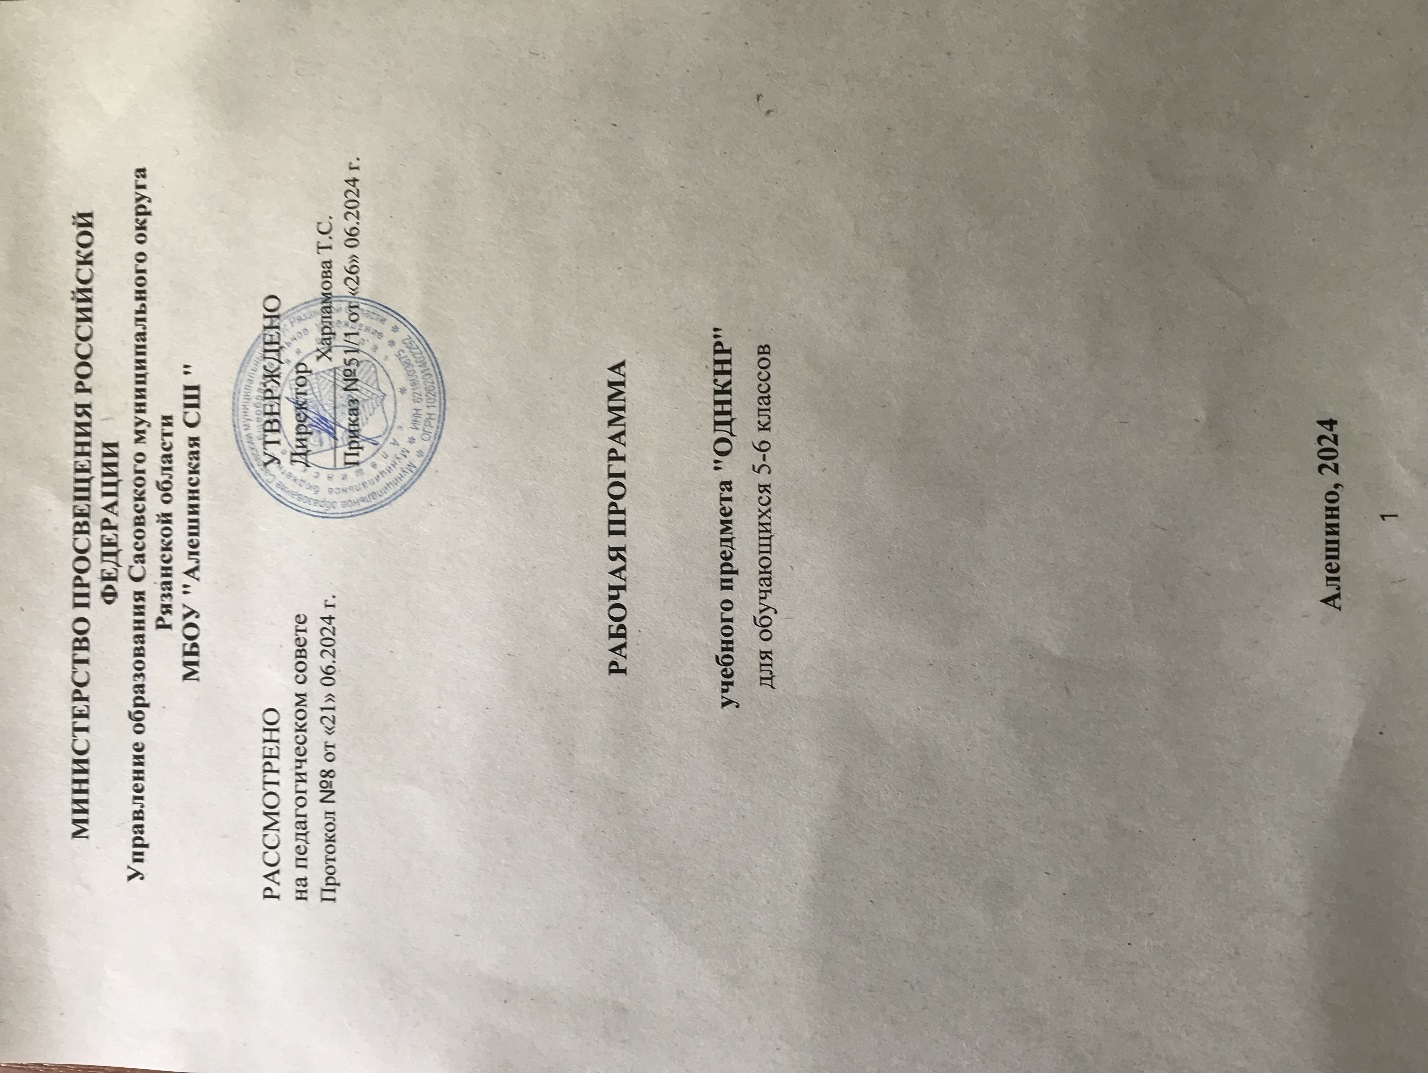 МИНИСТЕРСТВО ПРОСВЕЩЕНИЯ РОССИЙСКОЙ
ФЕДЕРАЦИИ
Управление образования Сасовского муниципального округа
Рязанской области
МБОУ "Алешинская СШ "
РАССМОТРЕНО
на педагогическом совете
Протокол №8 от «21» 06.2024 г.
УТВЕРЖДЕНО
Директор Харламова Т.С.
Приказ №51/1 от «26» 06.2024 г.
РАБОЧАЯ ПРОГРАММА
учебного предмета "ОДНКНР"
для обучающихся 5-6 классов
Алешино, 2024
1